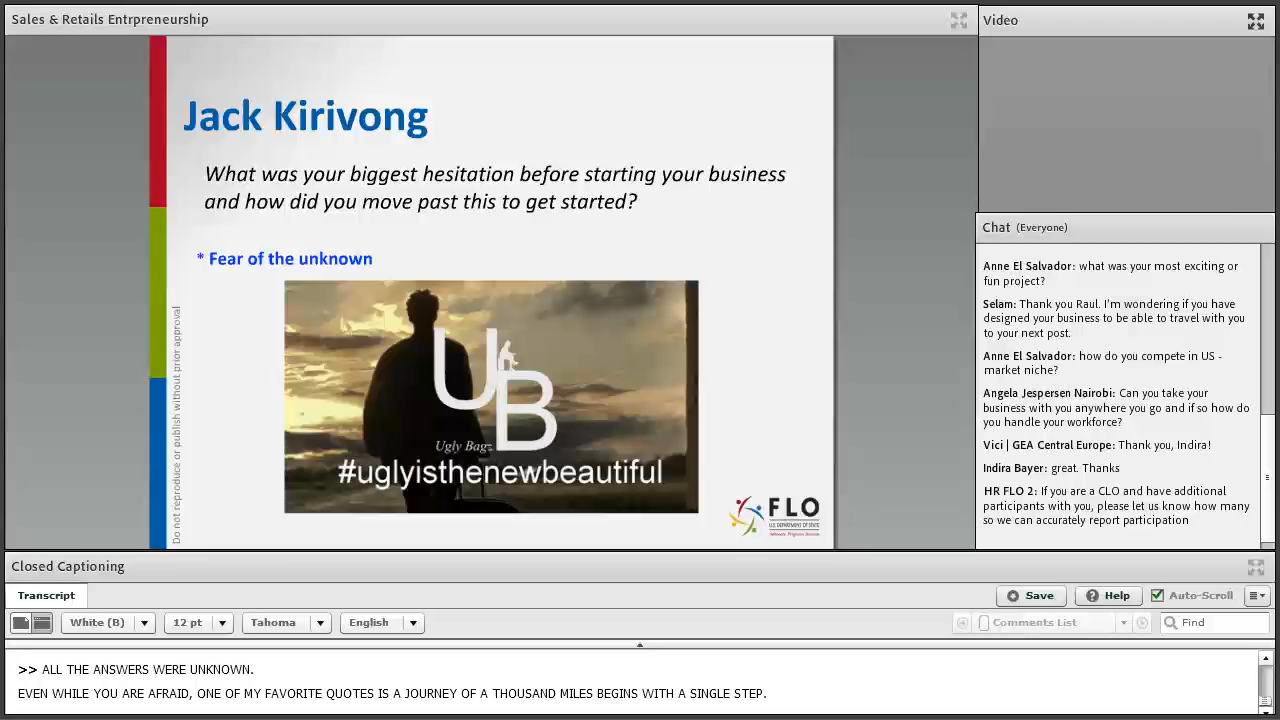 Sales & Retails Entrpreneurship
Jack Kirivong
What was your biggest hesitation before starting your business
and how did you move past this to get started?
* Fear of the unknown
UB
Ugly Bagz
#uglyisthenewbeautiful
Do not reproduce or publish without prior approval
FLO
U.S. DEPARTMENT OF STATE
Video
Chat (Everyone)
Anne El Salvador: what was your most exciting or
fun project?
Selam: Thank you Raul. I'm wondering if you have
designed your business to be able to travel with you
to your next post.
Anne El Salvador: how do you compete in US -
market niche?
Angela Jespersen Nairobi: Can you take your
business with you anywhere you go and if so how do
you handle your workforce?
Vici | GEA Central Europe: Thank you, Indira!
Indira Bayer: great. Thanks
HR FLO 2: If you are a CLO and have additional
participants with you, please let us know how many
so we can accurately report participation
Closed Captioning
Transcript
Save
Help
Auto-Scroll
White (B)
12 pt
Tahoma
English
Comments List
Find
>> ALL THE ANSWERS WERE UNKNOWN.
EVEN WHILE YOU ARE AFRAID, ONE OF MY FAVORITE QUOTES IS A JOURNEY OF A THOUSAND MILES BEGINS WITH A SINGLE STEP.